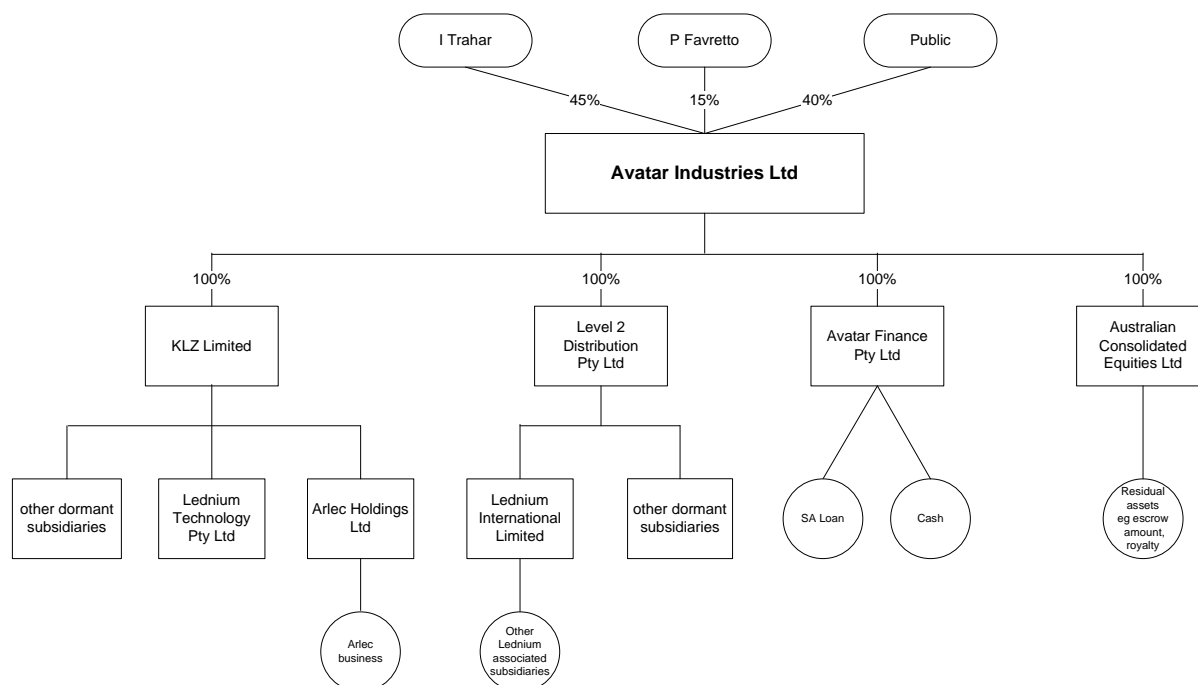 I Trahar
P Favretto
Public
45%
15%
40%
Avatar Industries Ltd
100%
100%
100%
100%
KLZ Limited
Level 2
Distribution
Pty Ltd
Avatar Finance
Pty Ltd
Australian
Consolidated
Equities Ltd
other dormant
subsidiaries
Lednium
Technology
Pty Ltd
Arlec Holdings
Ltd
Lednium
International
Limited
other dormant
subsidiaries
SA Loan
Cash
Residual
assets
eg escrow
amount,
royalty
Arlec
business
Other
Lednium
associated
subsidiaries